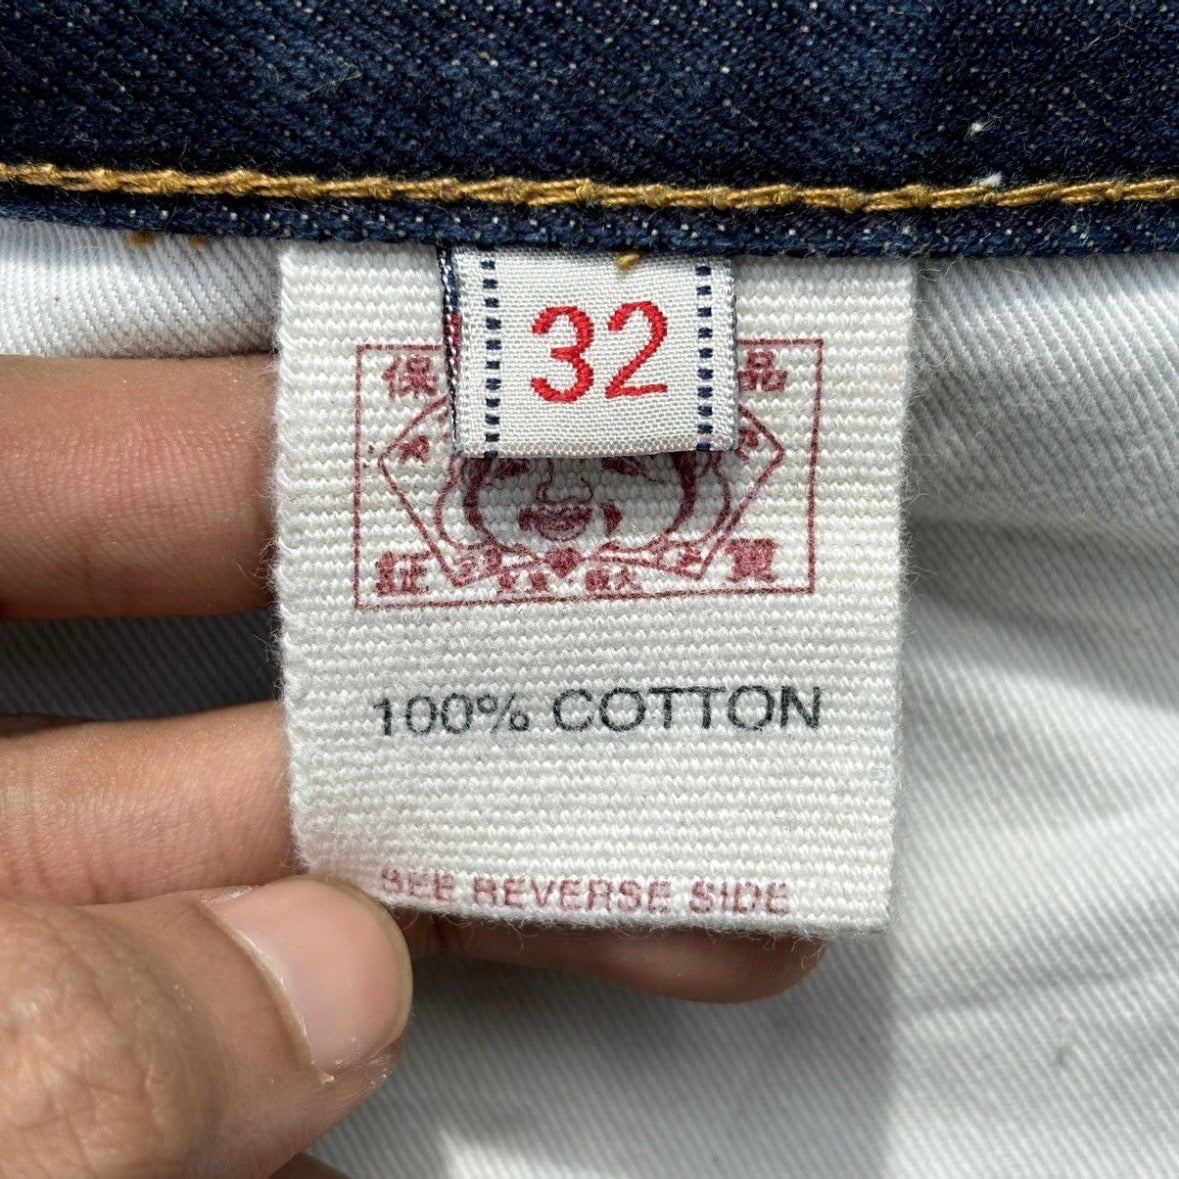 32
保 品
証 質
100% COTTON
SEE REVERSE SIDE